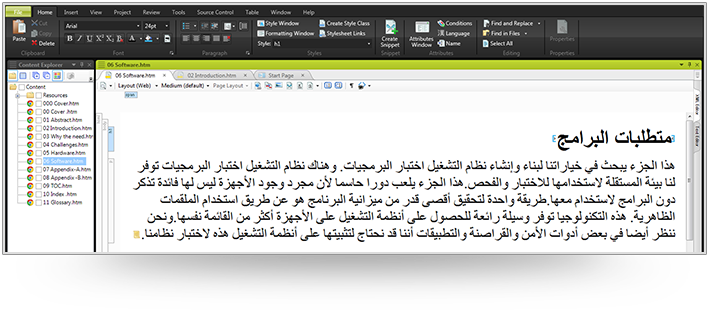 File Home Insert View Project Review Tools Source Control Table Window
Paste Cut Copy Delete Clipboard
Arial 24pt Font
Paragraph
Style Window Create Style Class
Formatting Window Stylesheet Links
Style: h1
Styles
Create Snippet
Attributes Window Conditions Language Name Attributes
Find and Replace
Find in Files
Select All
Editing
Properties
Properties
Content Explorer
06 Software.htm
06 Software.htm 02 Introduction.htm Start Page
Layout (Web) Medium (default) Page Layout
Content
Resources
000 Cover.htm
00 Cover .htm
01 Abstract.htm
02Introduction.htm
03 Why the need.htm
04 Challenges.htm
05 Hardware.htm
06 Software.htm
07 Appendix-A.htm
08 Appendix -B.htm
09 TOC.htm
10 Index .htm
11 Glossary.htm
XML Editor
Text Editor
متطلبات البرامج
هذا الجزء يبحث في خياراتنا لبناء وإنشاء نظام التشغيل اختبار البرمجيات. وهناك نظام التشغيل اختبار البرمجيات توفر
لنا بيئة المستقلة لاستخدامها للاختبار والفحص.هذا الجزء يلعب دورا حاسما لأن مجرد وجود الأجهزة ليس لها فائدة تذكر
دون البرامج لاستخدام معها.طريقة واحدة لتحقيق أقصى قدر من ميزانية البرنامج هو عن طريق استخدام الملقمات
الظاهرية. هذه التكنولوجيا توفر وسيلة رائعة للحصول على أنظمة التشغيل على الأجهزة أكثر من القائمة نفسها.ونحن
ننظر أيضا في بعض أدوات الأمن والقراصنة والتطبيقات أننا قد نحتاج لتثبيتها على أنظمة التشغيل هذه لاختبار نظامنا.